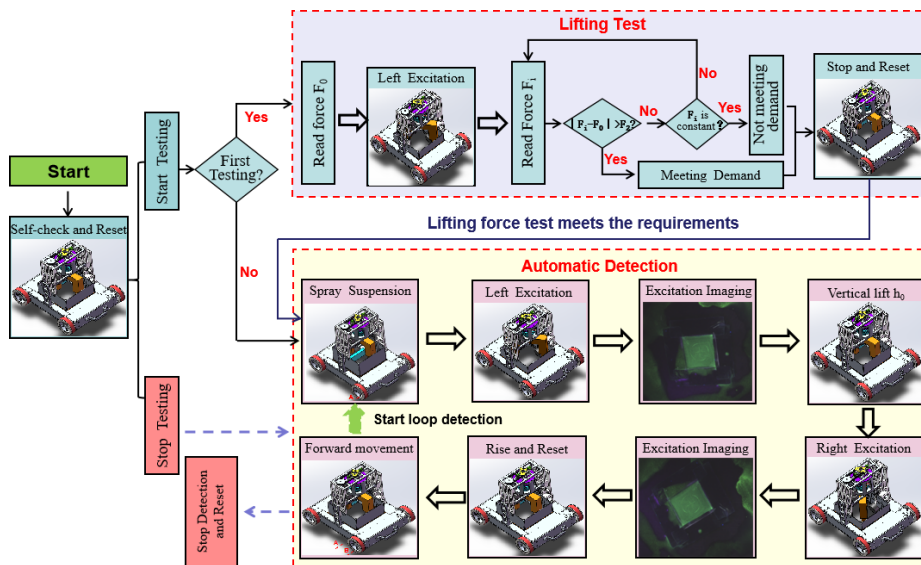 Lifting Test
Start
Self-check and Reset
Start Testing
First
Testing?
Yes
No
Read force F₀
Left Excitation
Read Force Fᵢ
| Fᵢ-F₀ | >F₂?
No
Yes
Fᵢ is
constant?
No
Yes
Not meeting
demand
Meeting Demand
Stop and Reset
Lifting force test meets the requirements
Automatic Detection
Spray Suspension
Left Excitation
Excitation Imaging
Vertical lift h₀
Start loop detection
Forward movement
Rise and Reset
Excitation Imaging
Right Excitation
Stop Testing
Stop Detection
and Reset